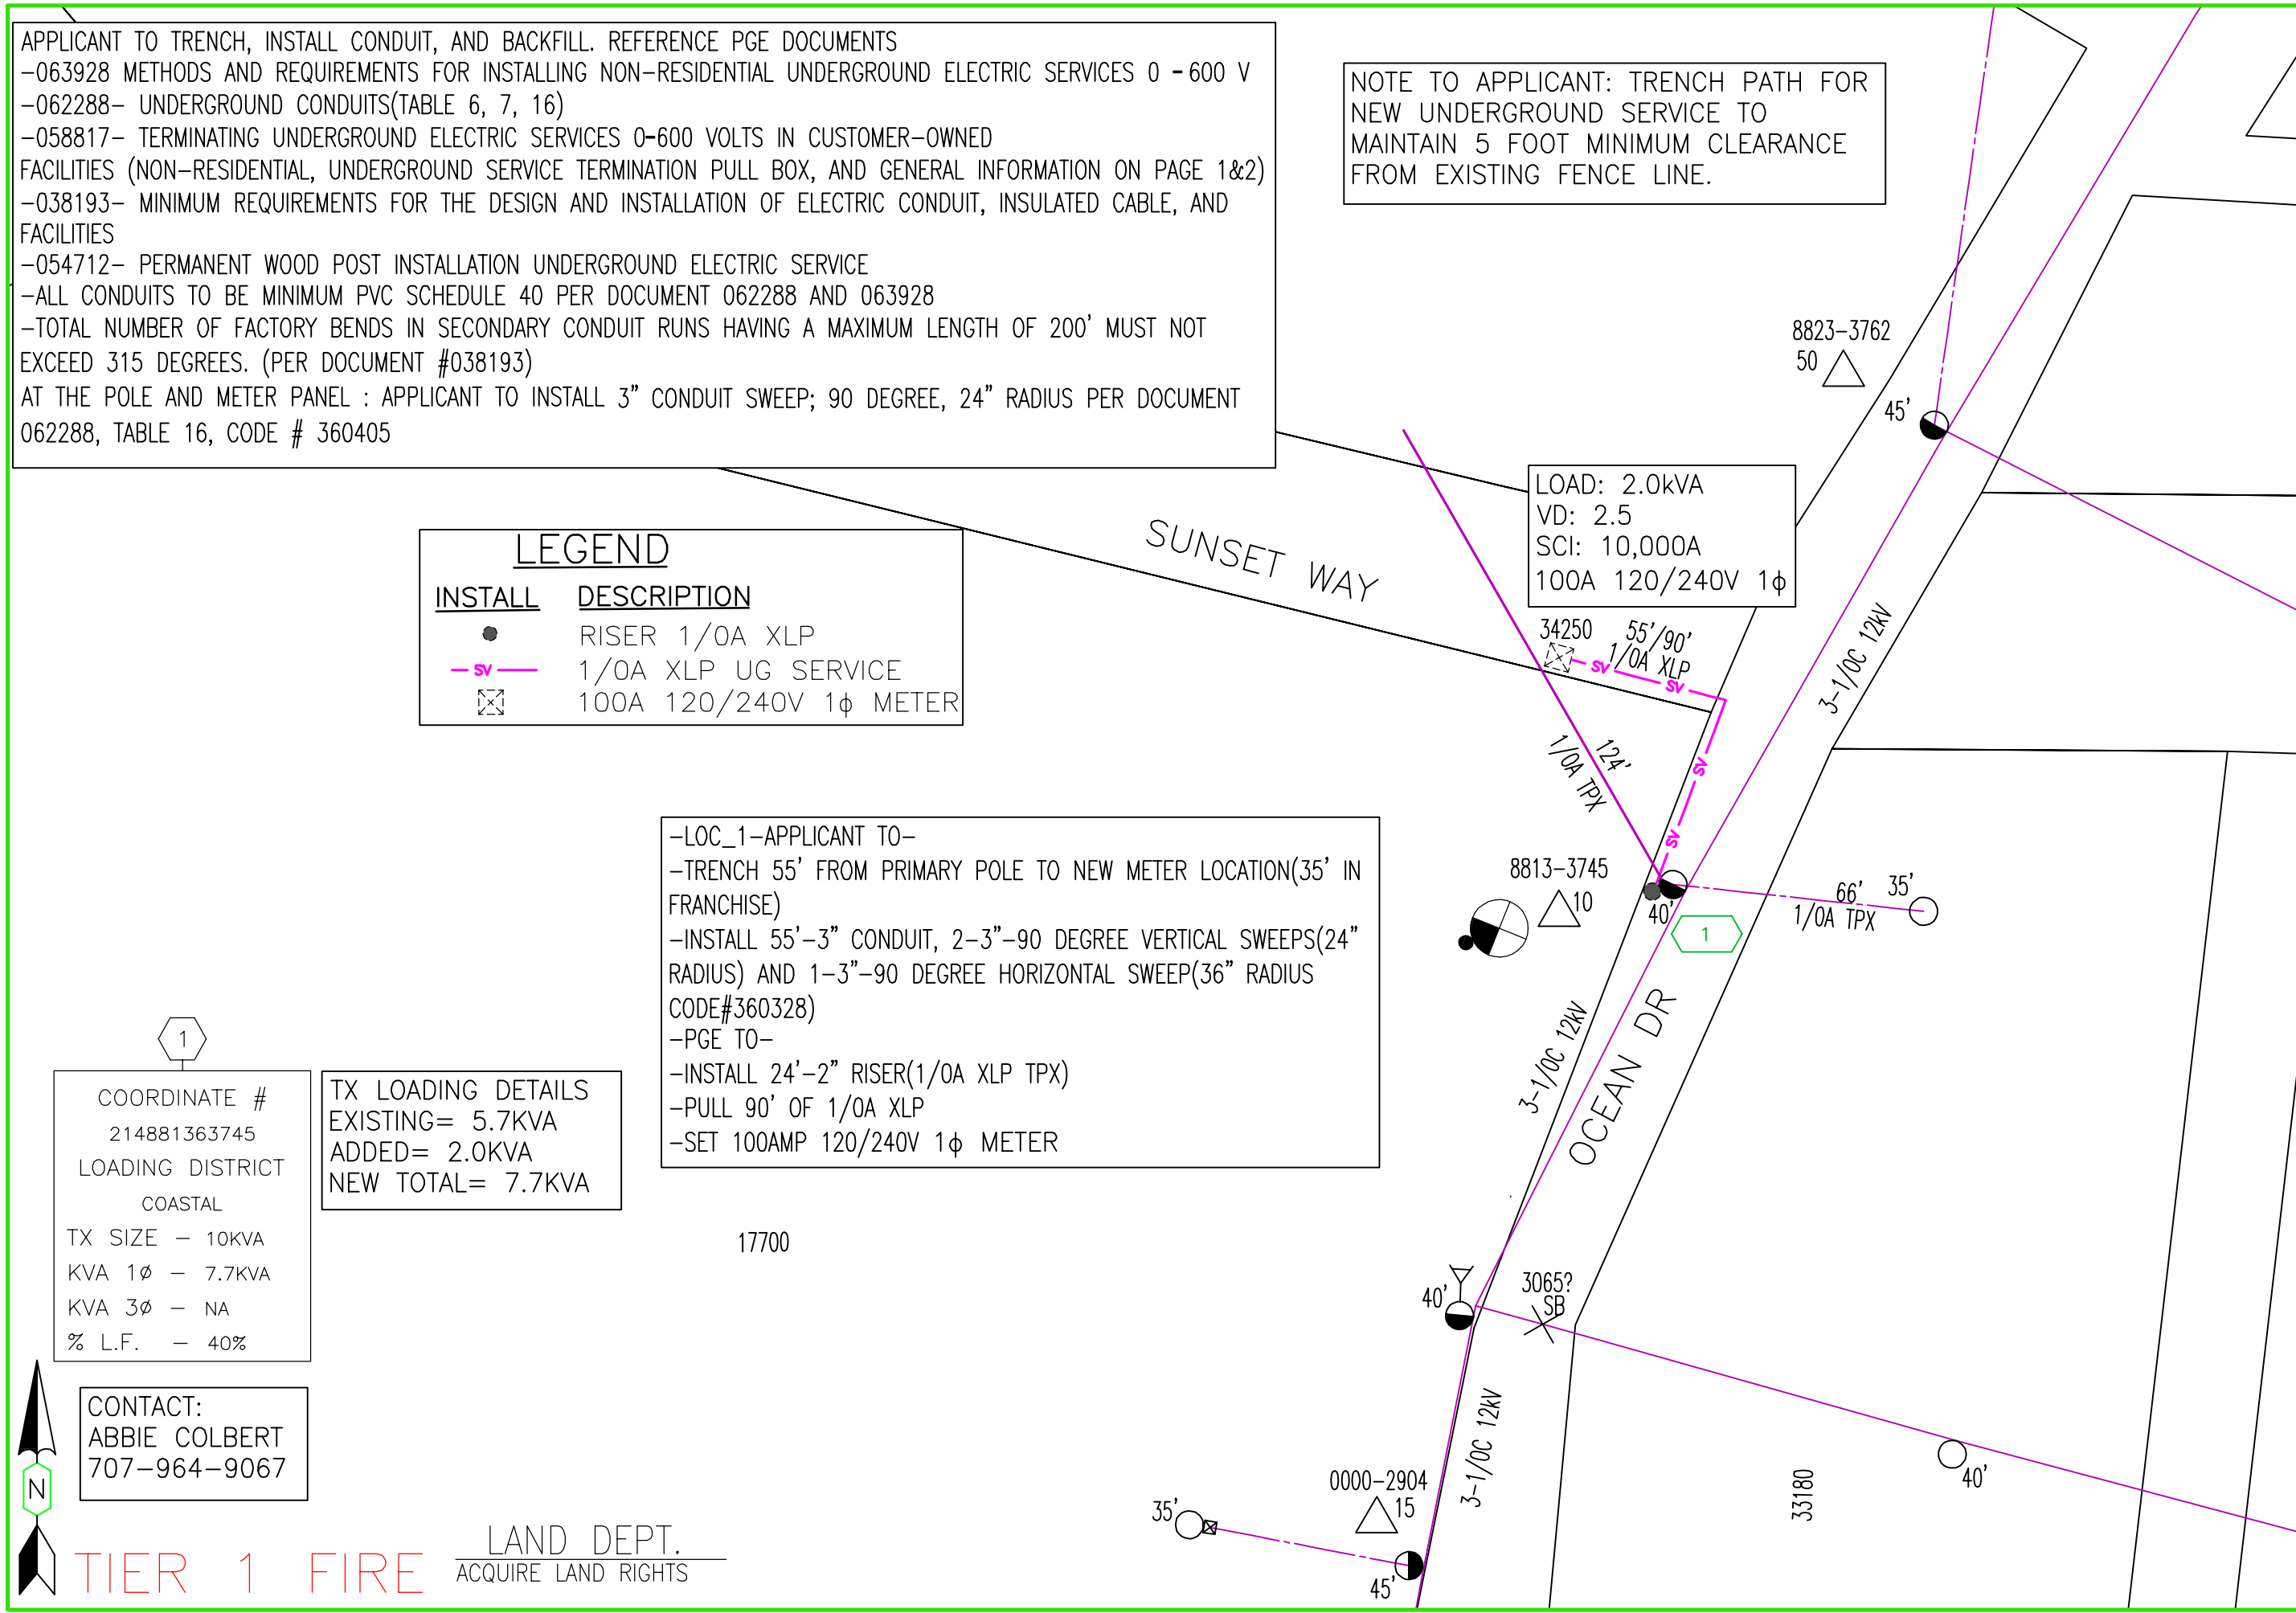 APPLICANT TO TRENCH, INSTALL CONDUIT, AND BACKFILL. REFERENCE PGE DOCUMENTS
-063928 METHODS AND REQUIREMENTS FOR INSTALLING NON-RESIDENTIAL UNDERGROUND ELECTRIC SERVICES 0 - 600 V
-062288- UNDERGROUND CONDUITS(TABLE 6, 7, 16)
-058817- TERMINATING UNDERGROUND ELECTRIC SERVICES 0-600 VOLTS IN CUSTOMER-OWNED
FACILITIES (NON-RESIDENTIAL, UNDERGROUND SERVICE TERMINATION PULL BOX, AND GENERAL INFORMATION ON PAGE 1&2)
-038193- MINIMUM REQUIREMENTS FOR THE DESIGN AND INSTALLATION OF ELECTRIC CONDUIT, INSULATED CABLE, AND
FACILITIES
-054712- PERMANENT WOOD POST INSTALLATION UNDERGROUND ELECTRIC SERVICE
-ALL CONDUITS TO BE MINIMUM PVC SCHEDULE 40 PER DOCUMENT 062288 AND 063928
-TOTAL NUMBER OF FACTORY BENDS IN SECONDARY CONDUIT RUNS HAVING A MAXIMUM LENGTH OF 200' MUST NOT
EXCEED 315 DEGREES. (PER DOCUMENT #038193)
AT THE POLE AND METER PANEL : APPLICANT TO INSTALL 3" CONDUIT SWEEP; 90 DEGREE, 24" RADIUS PER DOCUMENT
062288, TABLE 16, CODE # 360405
NOTE TO APPLICANT: TRENCH PATH FOR
NEW UNDERGROUND SERVICE TO
MAINTAIN 5 FOOT MINIMUM CLEARANCE
FROM EXISTING FENCE LINE.
8823-3762
50
45'
LOAD: 2.0kVA
VD: 2.5
SCI: 10,000A
100A 120/240V 1ϕ
SUNSET WAY
LEGEND
INSTALL DESCRIPTION
RISER 1/0A XLP
SV 1/0A XLP UG SERVICE
100A 120/240V 1ϕ METER
34250
55'/90'
1/0A XLP
SV
SV
SV
SV
3-1/0C 12kV
124'
1/0A TPX
8813-3745
10
40'
1
66'
1/0A TPX
35'
-LOC_1-APPLICANT TO-
-TRENCH 55' FROM PRIMARY POLE TO NEW METER LOCATION(35' IN
FRANCHISE)
-INSTALL 55'-3" CONDUIT, 2-3"-90 DEGREE VERTICAL SWEEPS(24"
RADIUS) AND 1-3"-90 DEGREE HORIZONTAL SWEEP(36" RADIUS
CODE#360328)
-PGE TO-
-INSTALL 24'-2" RISER(1/0A XLP TPX)
-PULL 90' OF 1/0A XLP
-SET 100AMP 120/240V 1ϕ METER
3-1/0C 12kV
OCEAN DR
1
COORDINATE #
214881363745
LOADING DISTRICT
COASTAL
TX SIZE - 10KVA
KVA 1ø - 7.7KVA
KVA 3ø - NA
% L.F. - 40%
TX LOADING DETAILS
EXISTING= 5.7KVA
ADDED= 2.0KVA
NEW TOTAL= 7.7KVA
17700
40'
3065?
SB
3-1/0C 12kV
CONTACT:
ABBIE COLBERT
707-964-9067
N
TIER 1 FIRE
LAND DEPT.
ACQUIRE LAND RIGHTS
35'
0000-2904
15
45'
33180
40'